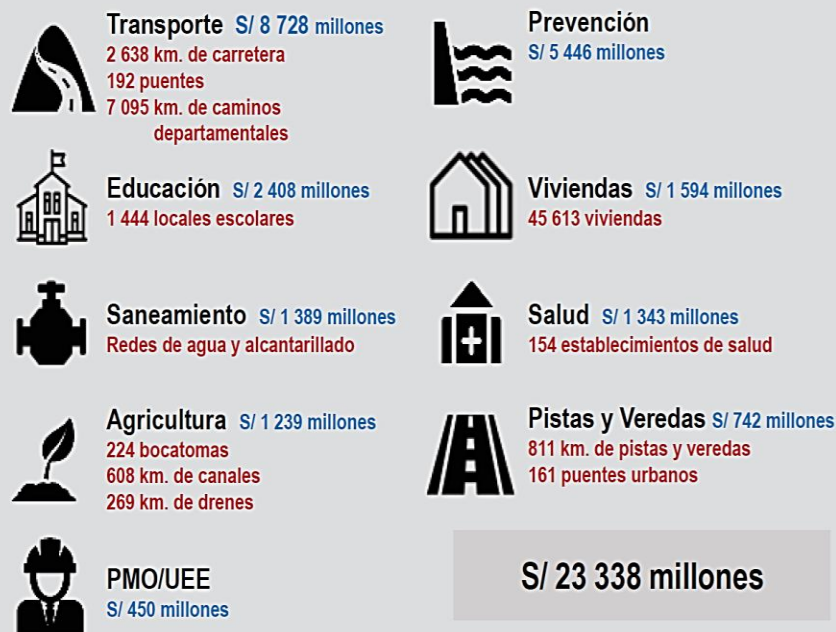 Transporte S/ 8 728 millones
2 638 km. de carretera
192 puentes
7 095 km. de caminos
departamentales
Prevención
S/ 5 446 millones
Educación S/ 2 408 millones
1 444 locales escolares
Viviendas S/ 1 594 millones
45 613 viviendas
Saneamiento S/ 1 389 millones
Redes de agua y alcantarillado
Salud S/ 1 343 millones
154 establecimientos de salud
Agricultura S/ 1 239 millones
224 bocatomas
608 km. de canales
269 km. de drenes
Pistas y Veredas S/ 742 millones
811 km. de pistas y veredas
161 puentes urbanos
PMO/UEE
S/ 450 millones
S/ 23 338 millones